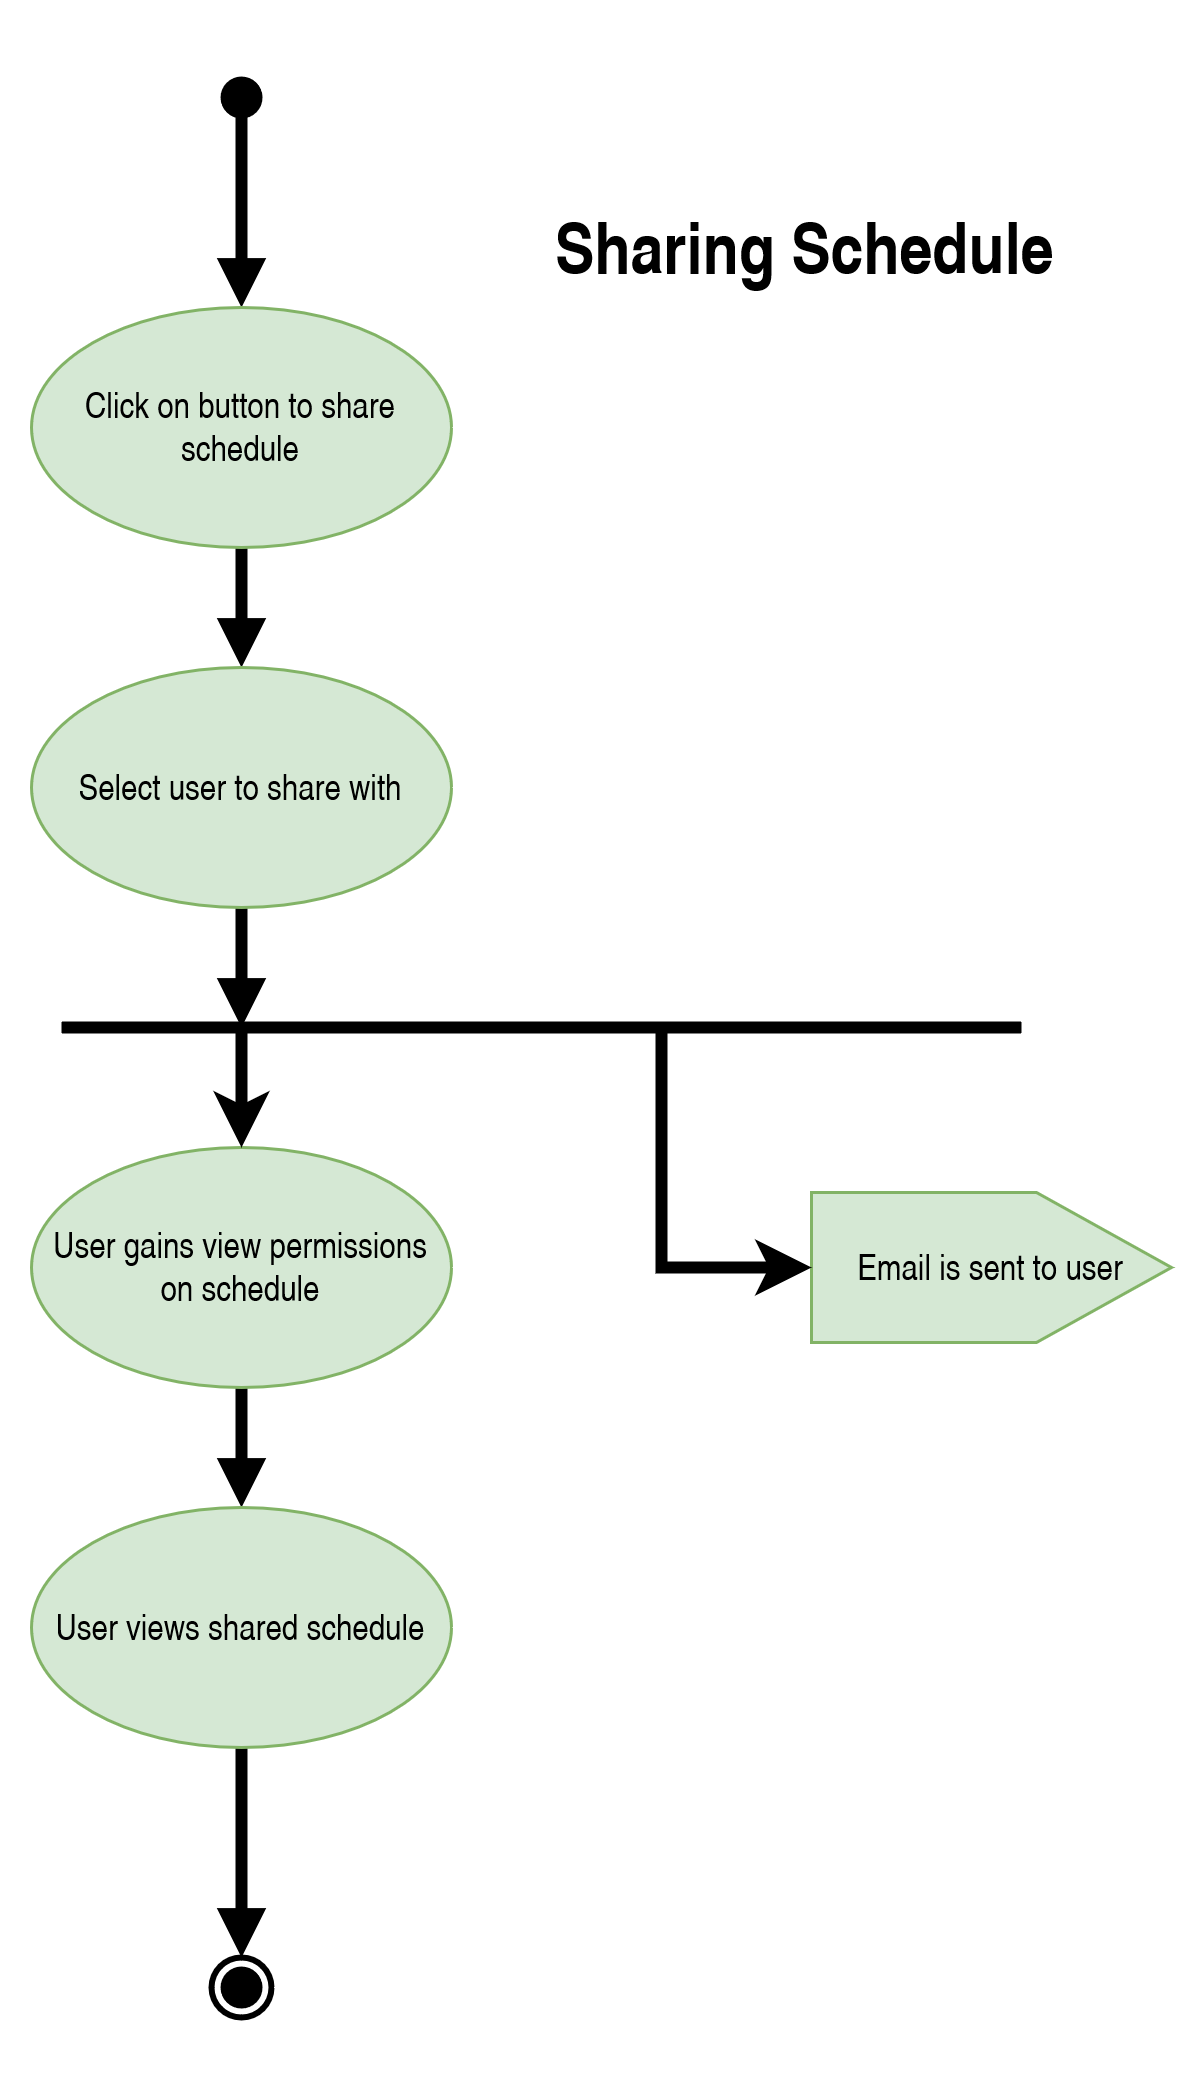 Sharing Schedule
Click on button to share
schedule
Select user to share with
User gains view permissions
on schedule
Email is sent to user
User views shared schedule